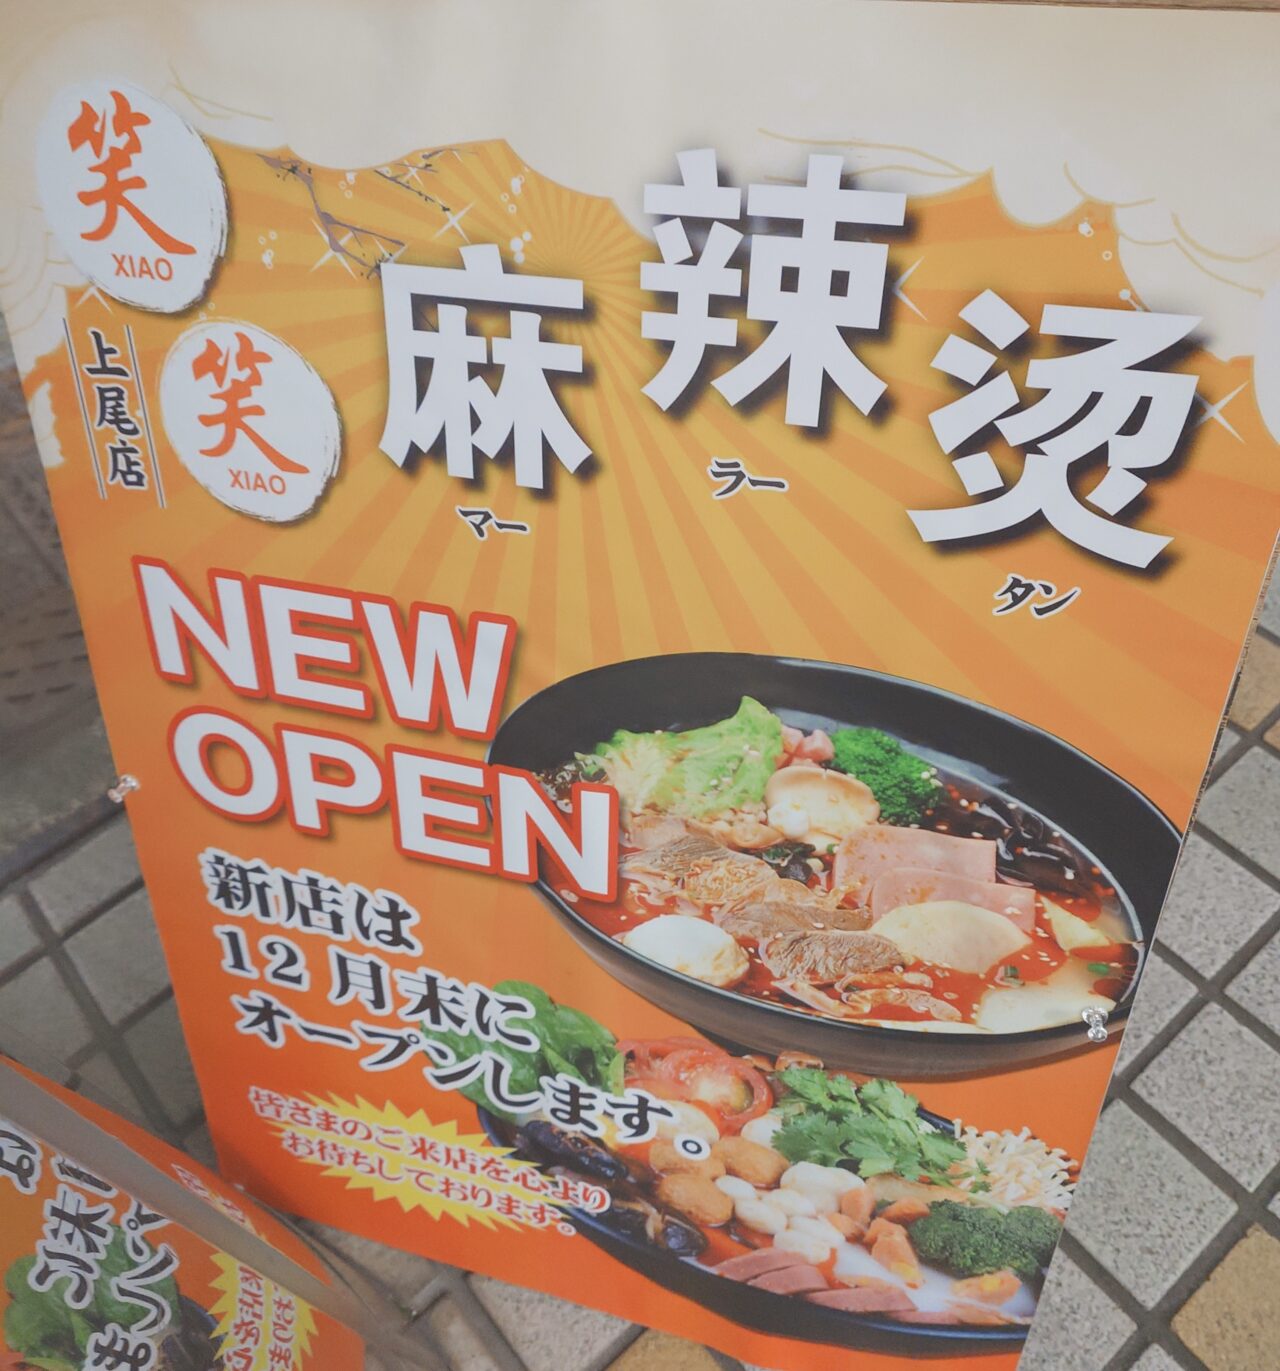 笑
XIAO
上尾店
笑
XIAO
麻辣烫
マーラータン
NEW
OPEN
新店は
12月末に
オープンします。
皆さまのご来店を心より
お待ちしております。